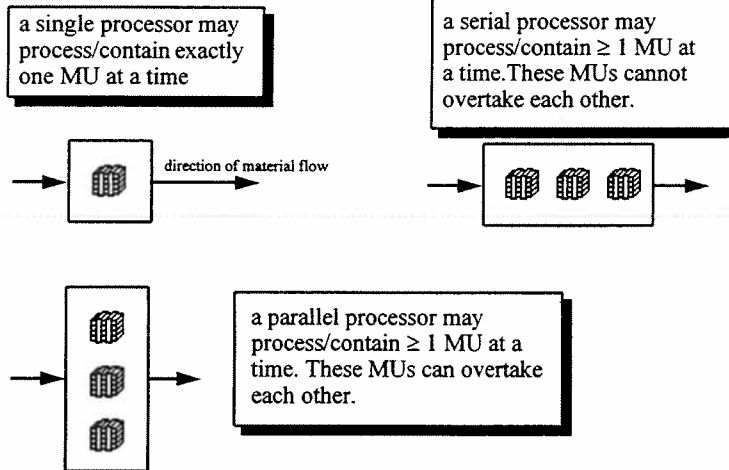 a single processor may
process/contain exactly
one MU at a time
a serial processor may
process/contain ≥ 1 MU at
a time.These MUs cannot
overtake each other.
direction of material flow
a parallel processor may
process/contain ≥ 1 MU at a
time. These MUs can overtake
each other.